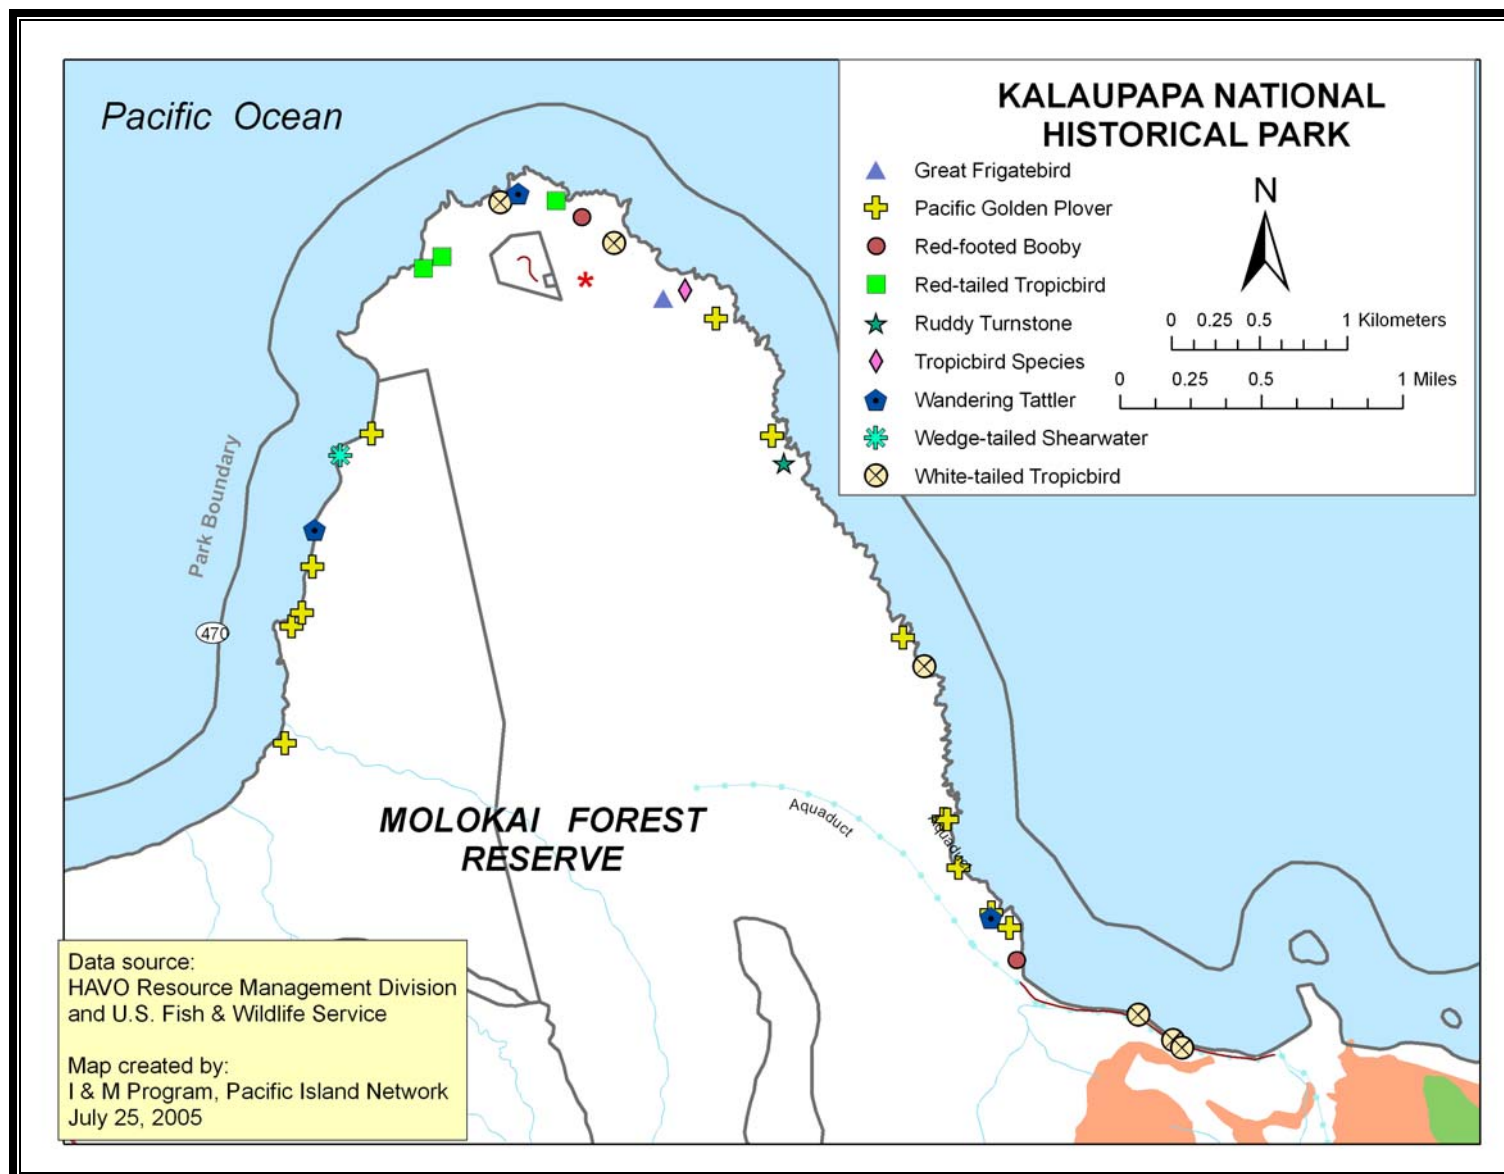 Pacific Ocean
KALAUPAPA NATIONAL
HISTORICAL PARK
Great Frigatebird
Pacific Golden Plover
Red-footed Booby
Red-tailed Tropicbird
Ruddy Turnstone
Tropicbird Species
Wandering Tattler
Wedge-tailed Shearwater
White-tailed Tropicbird
N
0 0.25 0.5 1 Kilometers
0 0.25 0.5 1 Miles
Park Boundary
470
*
MOLOKAI FOREST
RESERVE
Aquaduct
Aquaduct
Data source:
HAVO Resource Management Division
and U.S. Fish & Wildlife Service
Map created by:
I & M Program, Pacific Island Network
July 25, 2005